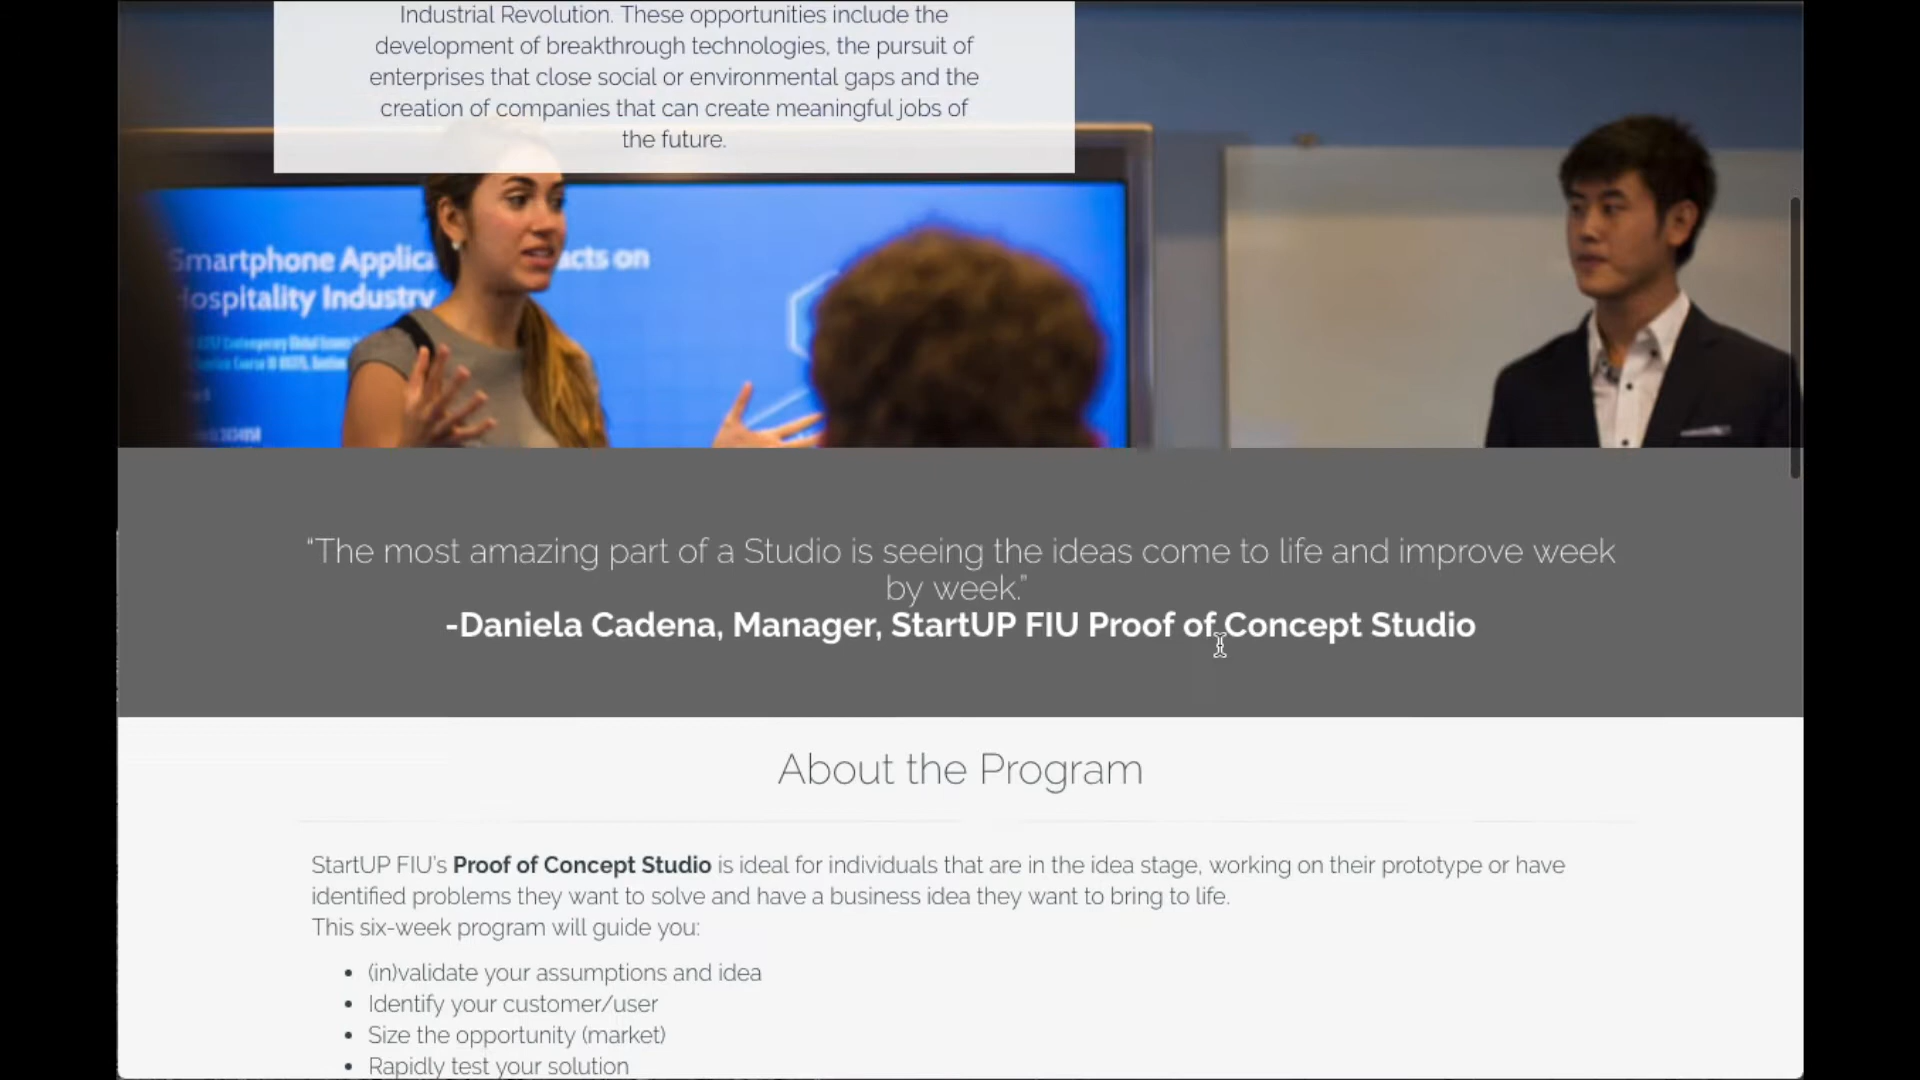 Industrial Revolution. These opportunities include the
development of breakthrough technologies, the pursuit of
enterprises that close social or environmental gaps and the
creation of companies that can create meaningful jobs of
the future.
Smartphone Applica acts on
ospitality Industry
“The most amazing part of a Studio is seeing the ideas come to life and improve week
by week.”
-Daniela Cadena, Manager, StartUP FIU Proof of Concept Studio
About the Program
StartUP FIU's Proof of Concept Studio is ideal for individuals that are in the idea stage, working on their prototype or have
identified problems they want to solve and have a business idea they want to bring to life.
This six-week program will guide you:
• (in)validate your assumptions and idea
• Identify your customer/user
• Size the opportunity (market)
• Rapidly test your solution